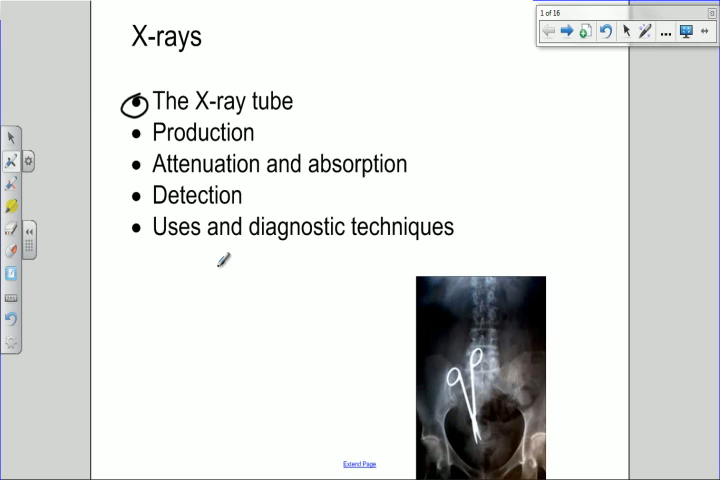 1 of 16
X-rays
• The X-ray tube
• Production
• Attenuation and absorption
• Detection
• Uses and diagnostic techniques
Extend Page